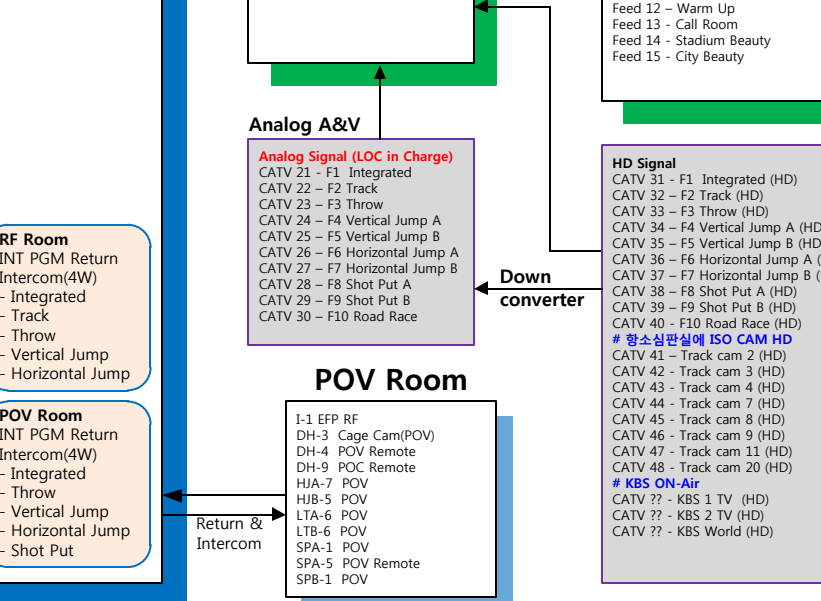 Feed 12 – Warm Up
Feed 13 - Call Room
Feed 14 - Stadium Beauty
Feed 15 - City Beauty
Analog A&V
Analog Signal (LOC in Charge)
CATV 21 - F1  Integrated
CATV 22 – F2 Track
CATV 23 – F3 Throw
CATV 24 – F4 Vertical Jump A
CATV 25 – F5 Vertical Jump B
CATV 26 – F6 Horizontal Jump A
CATV 27 – F7 Horizontal Jump B
CATV 28 – F8 Shot Put A
CATV 29 – F9 Shot Put B
CATV 30 – F10 Road Race
HD Signal
CATV 31 - F1  Integrated (HD)
CATV 32 – F2 Track (HD)
CATV 33 – F3 Throw (HD)
CATV 34 – F4 Vertical Jump A (HD
CATV 35 – F5 Vertical Jump B (HD
CATV 36 – F6 Horizontal Jump A (
CATV 37 – F7 Horizontal Jump B (
CATV 38 – F8 Shot Put A (HD)
CATV 39 – F9 Shot Put B (HD)
CATV 40 - F10 Road Race (HD)
# 항소심판실에 ISO CAM HD
CATV 41 – Track cam 2 (HD)
CATV 42 - Track cam 3 (HD)
CATV 43 - Track cam 4 (HD)
CATV 44 - Track cam 7 (HD)
CATV 45 - Track cam 8 (HD)
CATV 46 - Track cam 9 (HD)
CATV 47 - Track cam 11 (HD)
CATV 48 - Track cam 20 (HD)
# KBS ON-Air
CATV ?? - KBS 1 TV  (HD)
CATV ?? - KBS 2 TV (HD)
CATV ?? - KBS World (HD)
Down
converter
RF Room
INT PGM Return
Intercom(4W)
- Integrated
- Track
- Throw
- Vertical Jump
- Horizontal Jump
POV Room
INT PGM Return
Intercom(4W)
- Integrated
- Throw
- Vertical Jump
- Horizontal Jump
- Shot Put
Return &
Intercom
POV Room
I-1 EFP RF
DH-3  Cage Cam(POV)
DH-4  POV Remote
DH-9  POC Remote
HJA-7  POV
HJB-5  POV
LTA-6  POV
LTB-6  POV
SPA-1  POV
SPA-5  POV Remote
SPB-1  POV